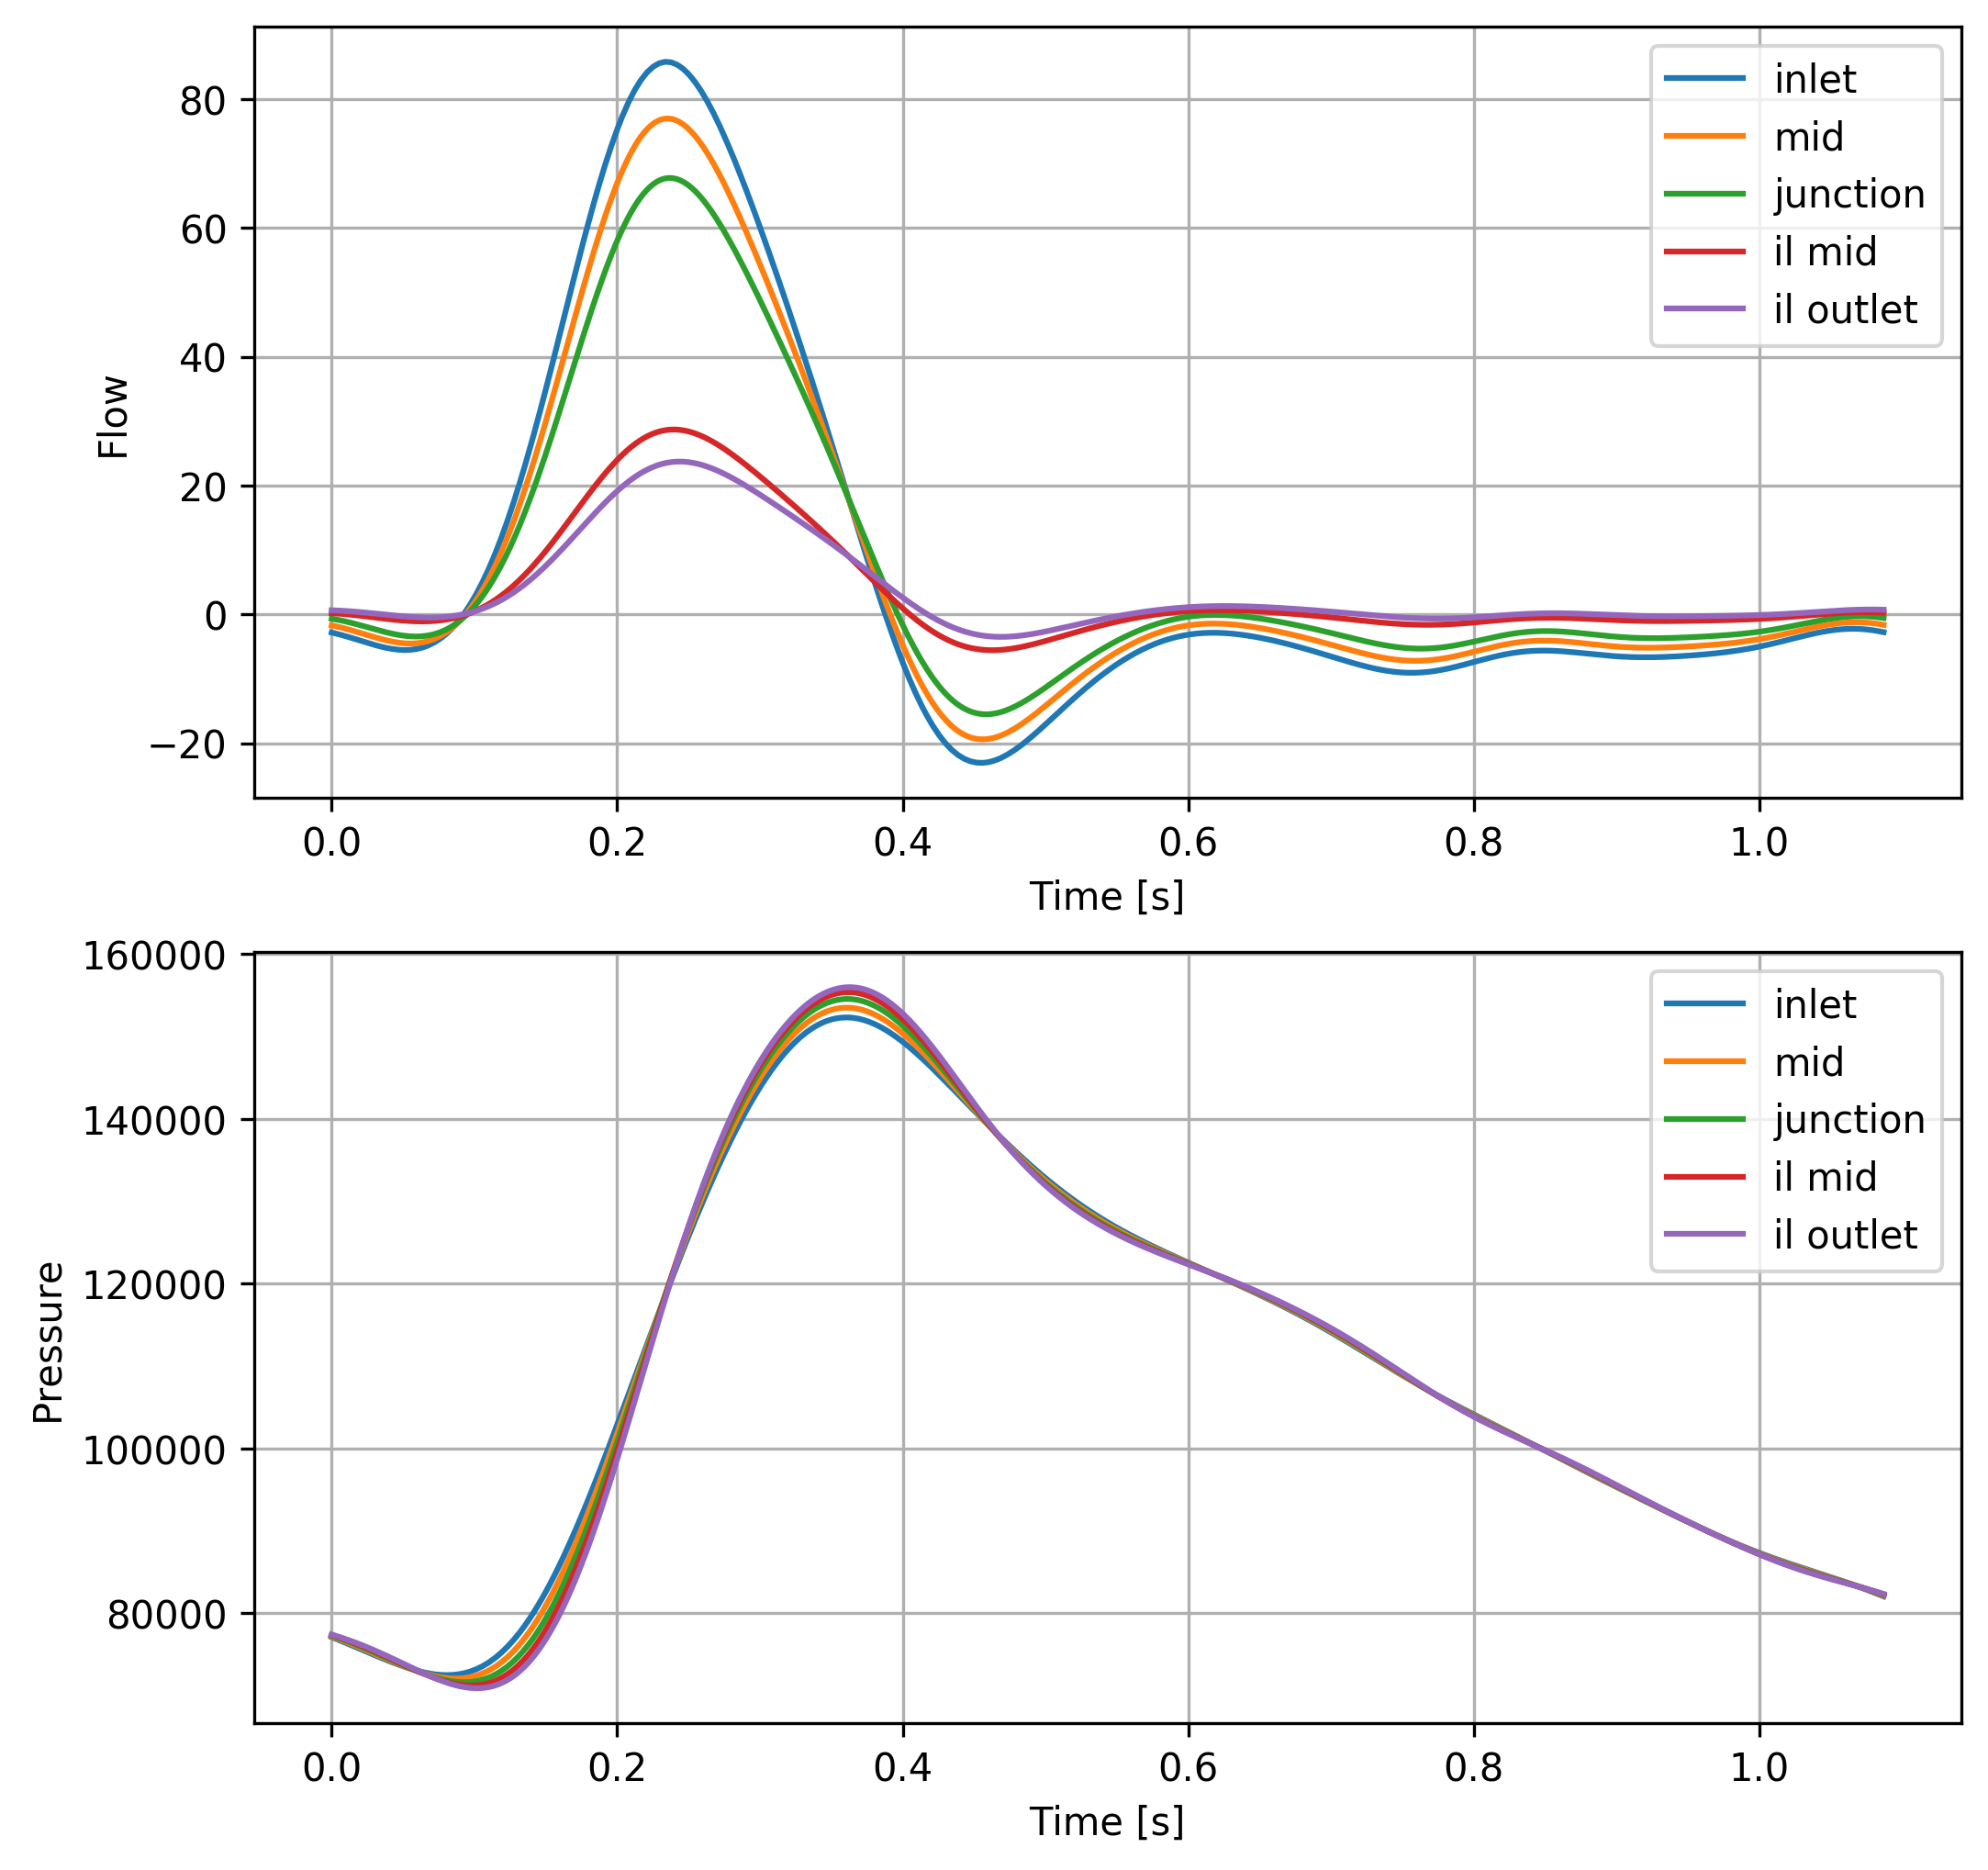 80
60
40
20
0
−20
Flow
0.0 0.2 0.4 0.6 0.8 1.0
Time [s]
inlet
mid
junction
il mid
il outlet
160000
140000
120000
100000
80000
Pressure
0.0 0.2 0.4 0.6 0.8 1.0
Time [s]
inlet
mid
junction
il mid
il outlet